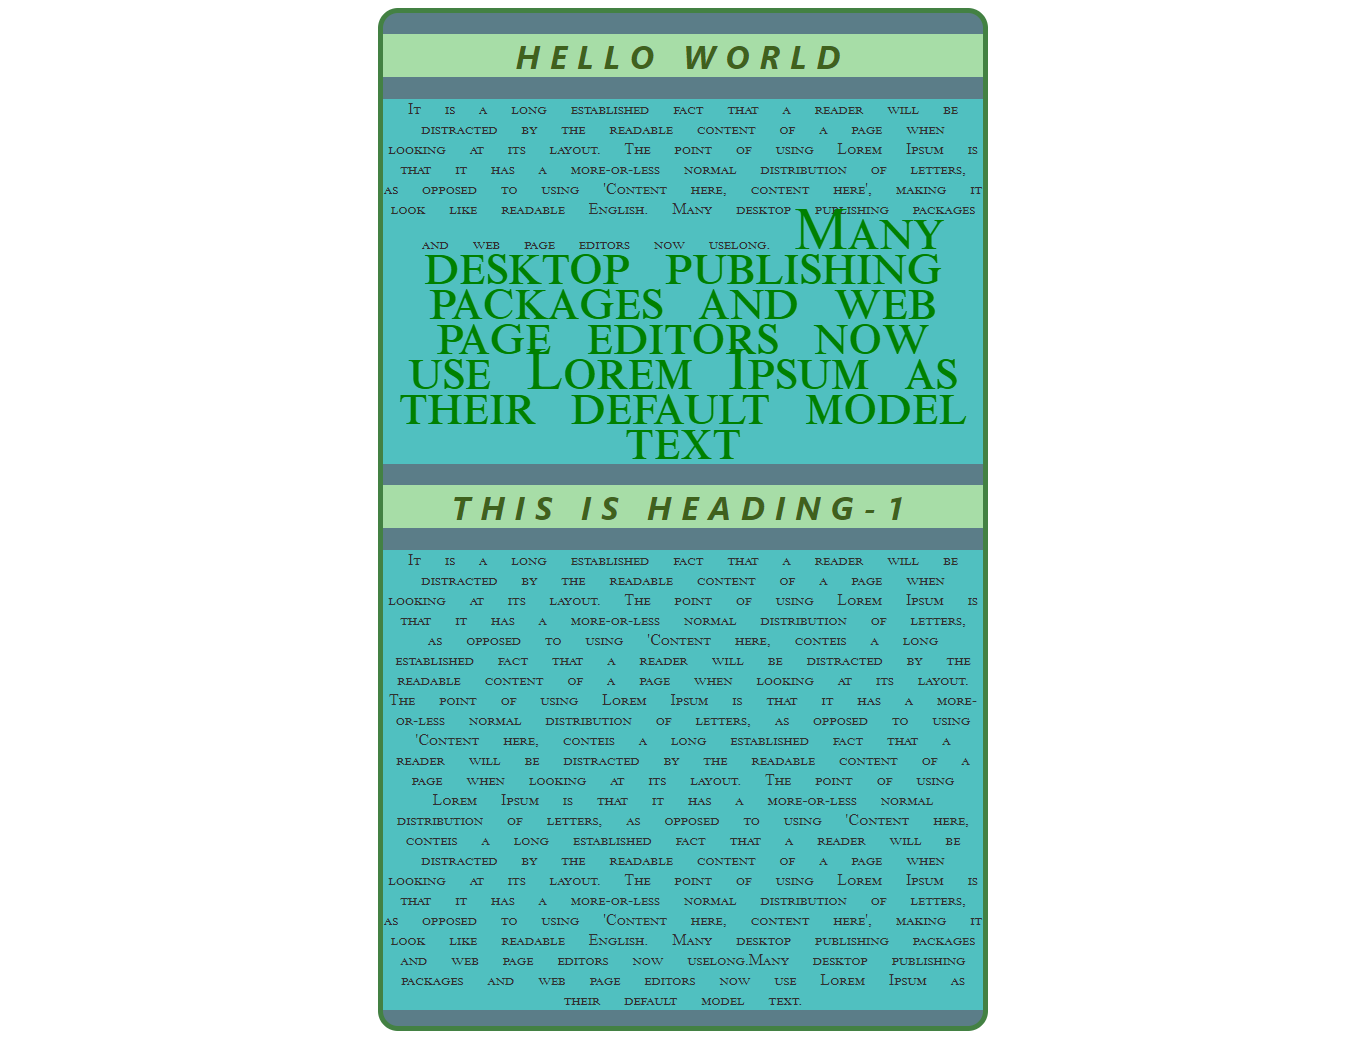 HELLO WORLD
It is a long established fact that a reader will be
distracted by the readable content of a page when
looking at its layout. The point of using Lorem Ipsum is
that it has a more-or-less normal distribution of letters,
as opposed to using 'Content here, content here', making it
look like readable English. Many desktop publishing packages
and web page editors now uselong. Many
desktop publishing
packages and web
page editors now
use Lorem Ipsum as
their default model
text
THIS IS HEADING-1
It is a long established fact that a reader will be
distracted by the readable content of a page when
looking at its layout. The point of using Lorem Ipsum is
that it has a more-or-less normal distribution of letters,
as opposed to using 'Content here, conteis a long
established fact that a reader will be distracted by the
readable content of a page when looking at its layout.
The point of using Lorem Ipsum is that it has a more-
or-less normal distribution of letters, as opposed to using
'Content here, conteis a long established fact that a
reader will be distracted by the readable content of a
page when looking at its layout. The point of using
Lorem Ipsum is that it has a more-or-less normal
distribution of letters, as opposed to using 'Content here,
conteis a long established fact that a reader will be
distracted by the readable content of a page when
looking at its layout. The point of using Lorem Ipsum is
that it has a more-or-less normal distribution of letters,
as opposed to using 'Content here, content here', making it
look like readable English. Many desktop publishing packages
and web page editors now uselong.Many desktop publishing
packages and web page editors now use Lorem Ipsum as
their default model text.